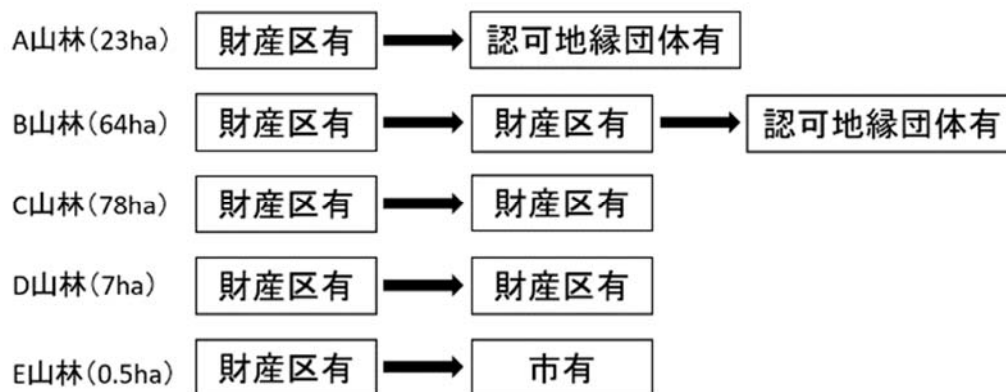 A山林(23ha) 財産区有 認可地縁団体有
B山林(64ha) 財産区有 財産区有 認可地縁団体有
C山林(78ha) 財産区有 財産区有
D山林(7ha) 財産区有 財産区有
E山林(0.5ha) 財産区有 市有